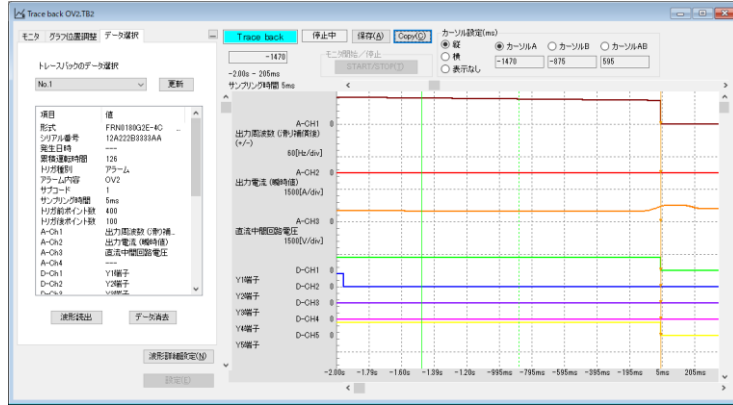 Trace back OV2.TB2
モニタ グラフ位置調整 データ選択
トレースバックのデータ選択
No.1 更新
項目 値
形式 FRN0180G2E-4C
シリアル番号 12A222B3333AA
発生日時 ---
累積運転時間 126
トリガ種別 アラーム
アラーム内容 OV2
サブコード 1
サンプリング時間 5ms
トリガ前ポイント数 400
トリガ後ポイント数 100
A-Ch1 出力周波数 (滑り補
A-Ch2 出力電流 (瞬時値)
A-Ch3 直流中間回路電圧
A-Ch4 ---
D-Ch1 Y1端子
D-Ch2 Y2端子
D-Ch3 Y3端子
波形読出 データ消去
波形詳細設定(N)
設定(E)
Trace back 停止中 保存(A) Copy(C)
-1470
モニタ開始/停止
START/STOP(T)
-2.00s - 205ms
サンプリング時間 5ms
カーソル設定(ms)
縦
横
表示なし
カーソルA カーソルB カーソルAB
-1470 -875 595
A-CH1 0
出力周波数 (滑り補償後)
(+/-)
60[Hz/div]
A-CH2 0
出力電流 (瞬時値)
1500[A/div]
A-CH3 0
直流中間回路電圧
1500[V/div]
D-CH1 0
Y1端子
D-CH2 0
Y2端子
D-CH3 0
Y3端子
D-CH4 0
Y4端子
D-CH5 0
Y5端子
-2.00s -1.79s -1.60s -1.39s -1.20s -995ms -795ms -595ms -395ms -195ms 5ms 205ms